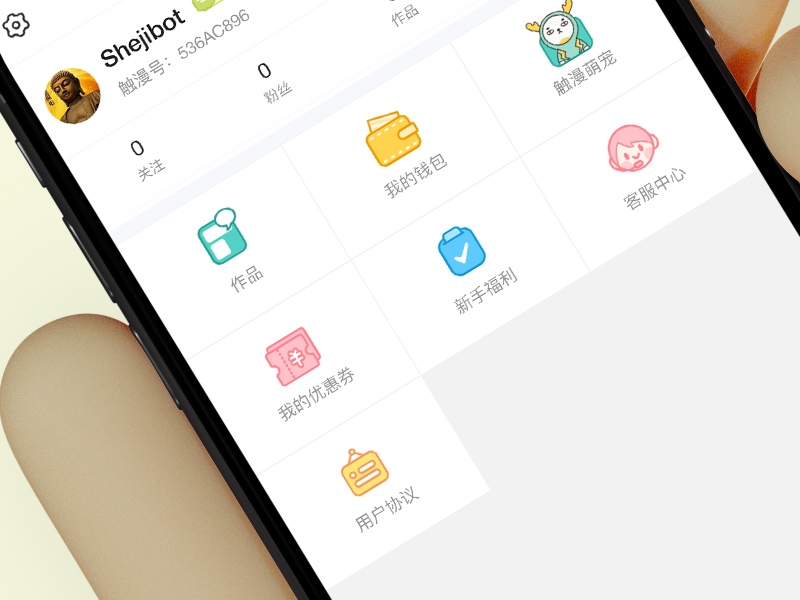 Shejibot
触漫号：536AC896
0
关注
0
粉丝
作品
作品
我的钱包
触漫萌宠
我的优惠券
新手福利
客服中心
用户协议